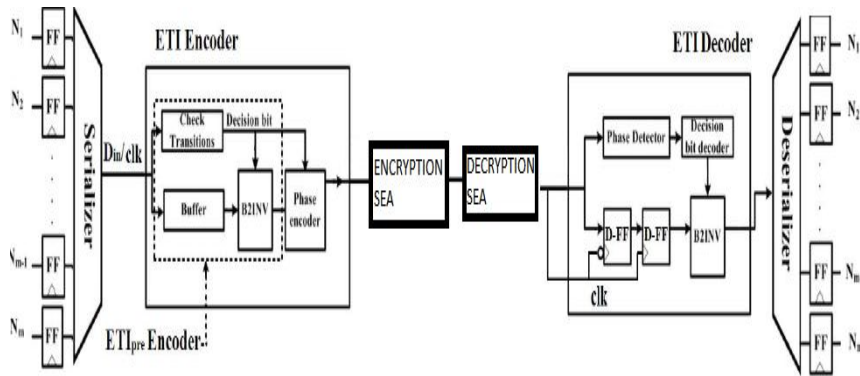 N1
FF
N2
FF
Nm-1
FF
Nm
FF
Serializer
Din/clk
ETI Encoder
Check
Transitions
Decision bit
Buffer
B2INV
Phase
encoder
ETIpre Encoder
ENCRYPTION
SEA
DECRYPTION
SEA
ETI Decoder
Phase Detector
Decision
bit decoder
D-FF
D-FF
B2INV
clk
Deserializer
FF
N1
FF
N2
FF
Nm
FF